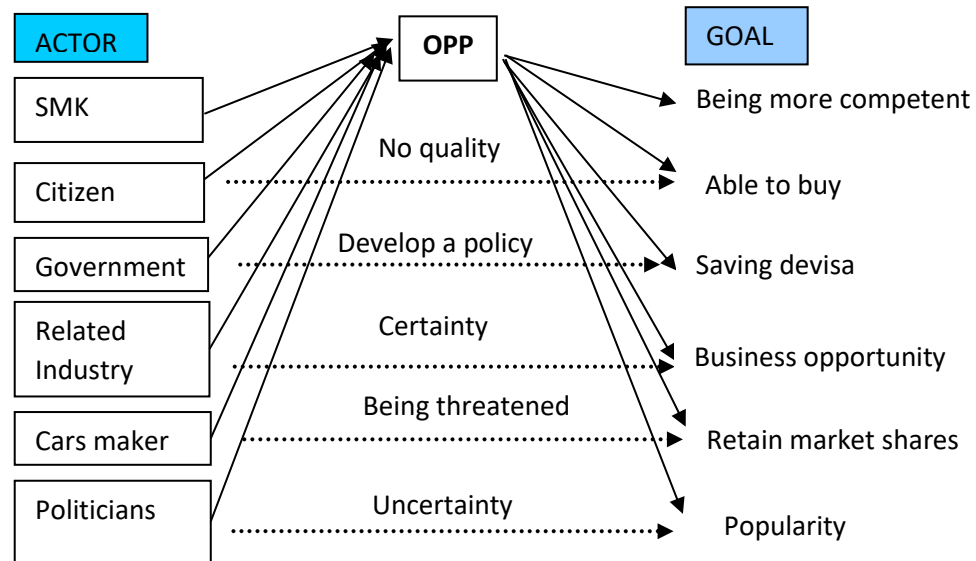 ACTOR
OPP
GOAL
SMK
Being more competent
No quality
Citizen
Able to buy
Develop a policy
Government
Saving devisa
Related
Industry
Certainty
Business opportunity
Being threatened
Cars maker
Retain market shares
Politicians
Uncertainty
Popularity